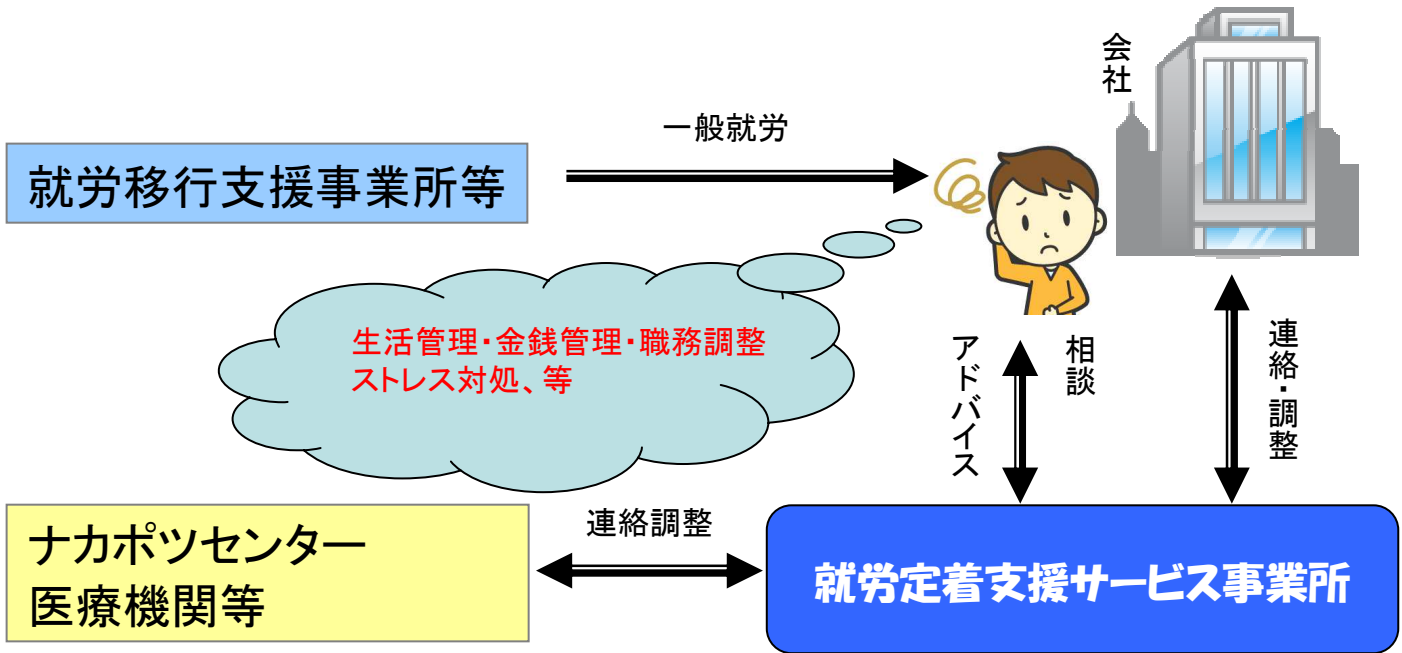 会社
一般就労
就労移行支援事業所等
生活管理・金銭管理・職務調整
ストレス対処、等
アドバイス
相談
連絡・調整
ナカポツセンター
医療機関等
連絡調整
就労定着支援サービス事業所